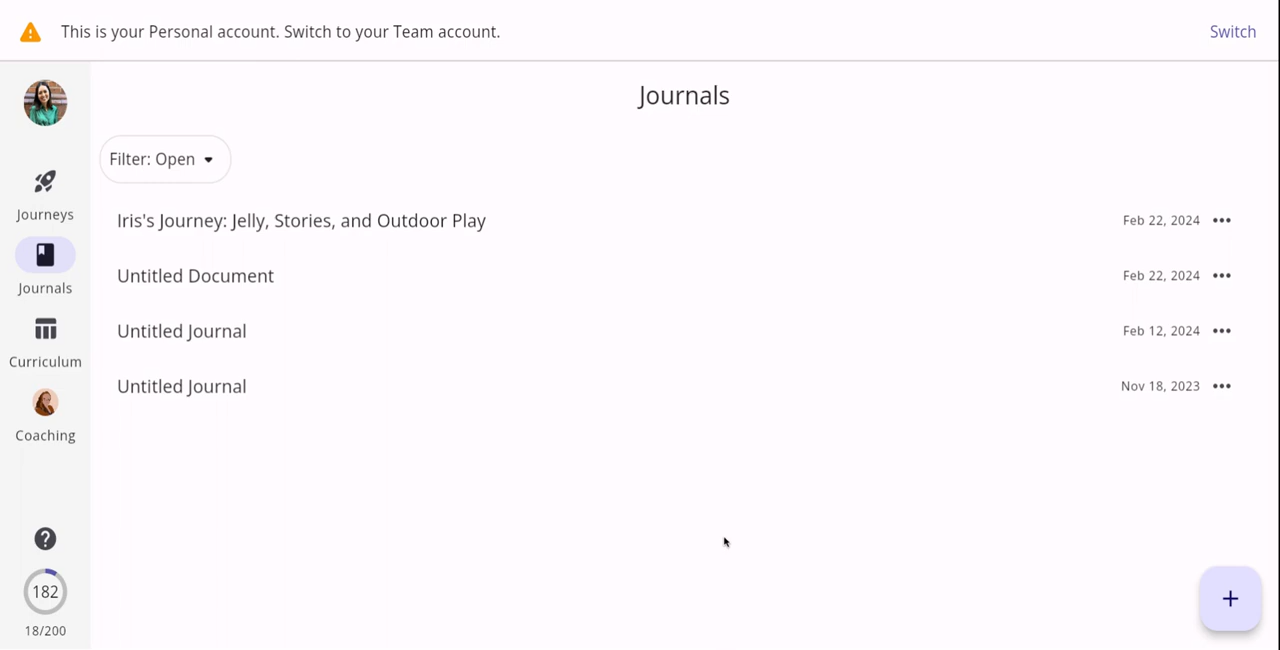 This is your Personal account. Switch to your Team account.
Switch
Journals
Filter: Open
Journeys
Journals
Curriculum
Coaching
Iris's Journey: Jelly, Stories, and Outdoor Play
Feb 22, 2024
Untitled Document
Feb 22, 2024
Untitled Journal
Feb 12, 2024
Untitled Journal
Nov 18, 2023
182
18/200